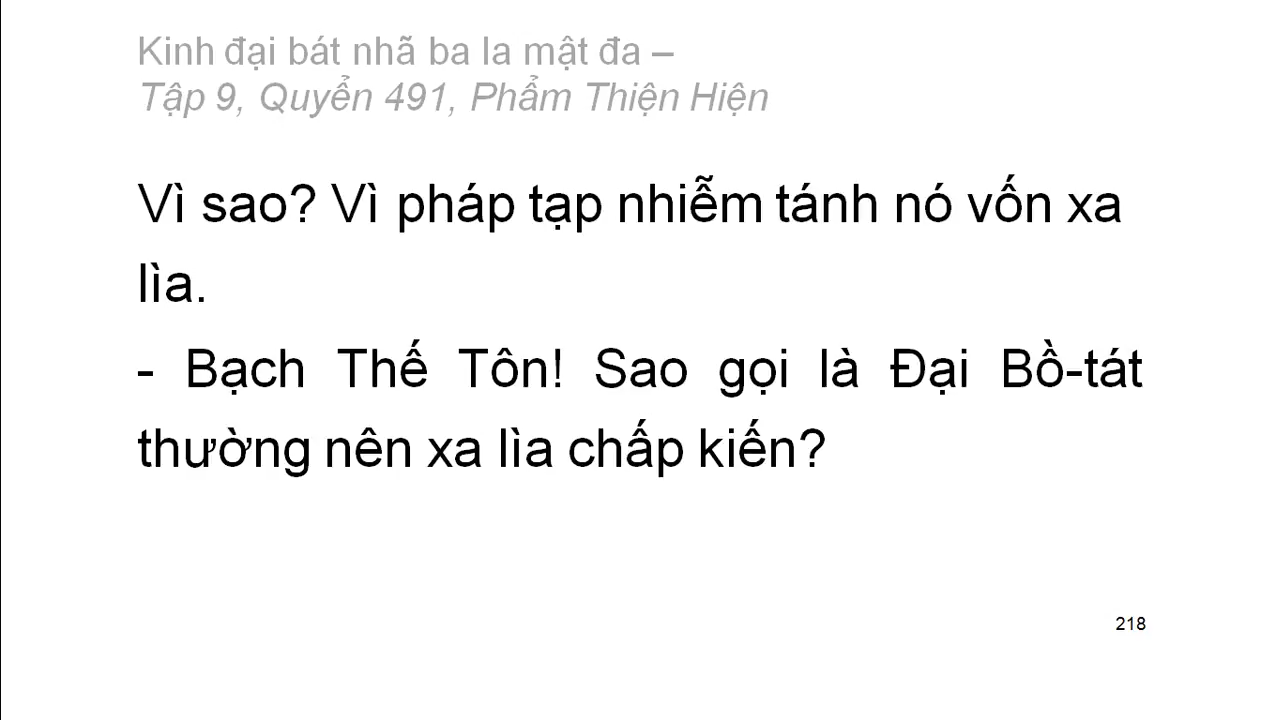 Kinh đại bát nhã ba la mật đa –
Tập 9, Quyển 491, Phẩm Thiện Hiện
Vì sao? Vì pháp tạp nhiễm tánh nó vốn xa
lìa.
- Bạch Thế Tôn! Sao gọi là Đại Bồ-tát
thường nên xa lìa chấp kiến?
218